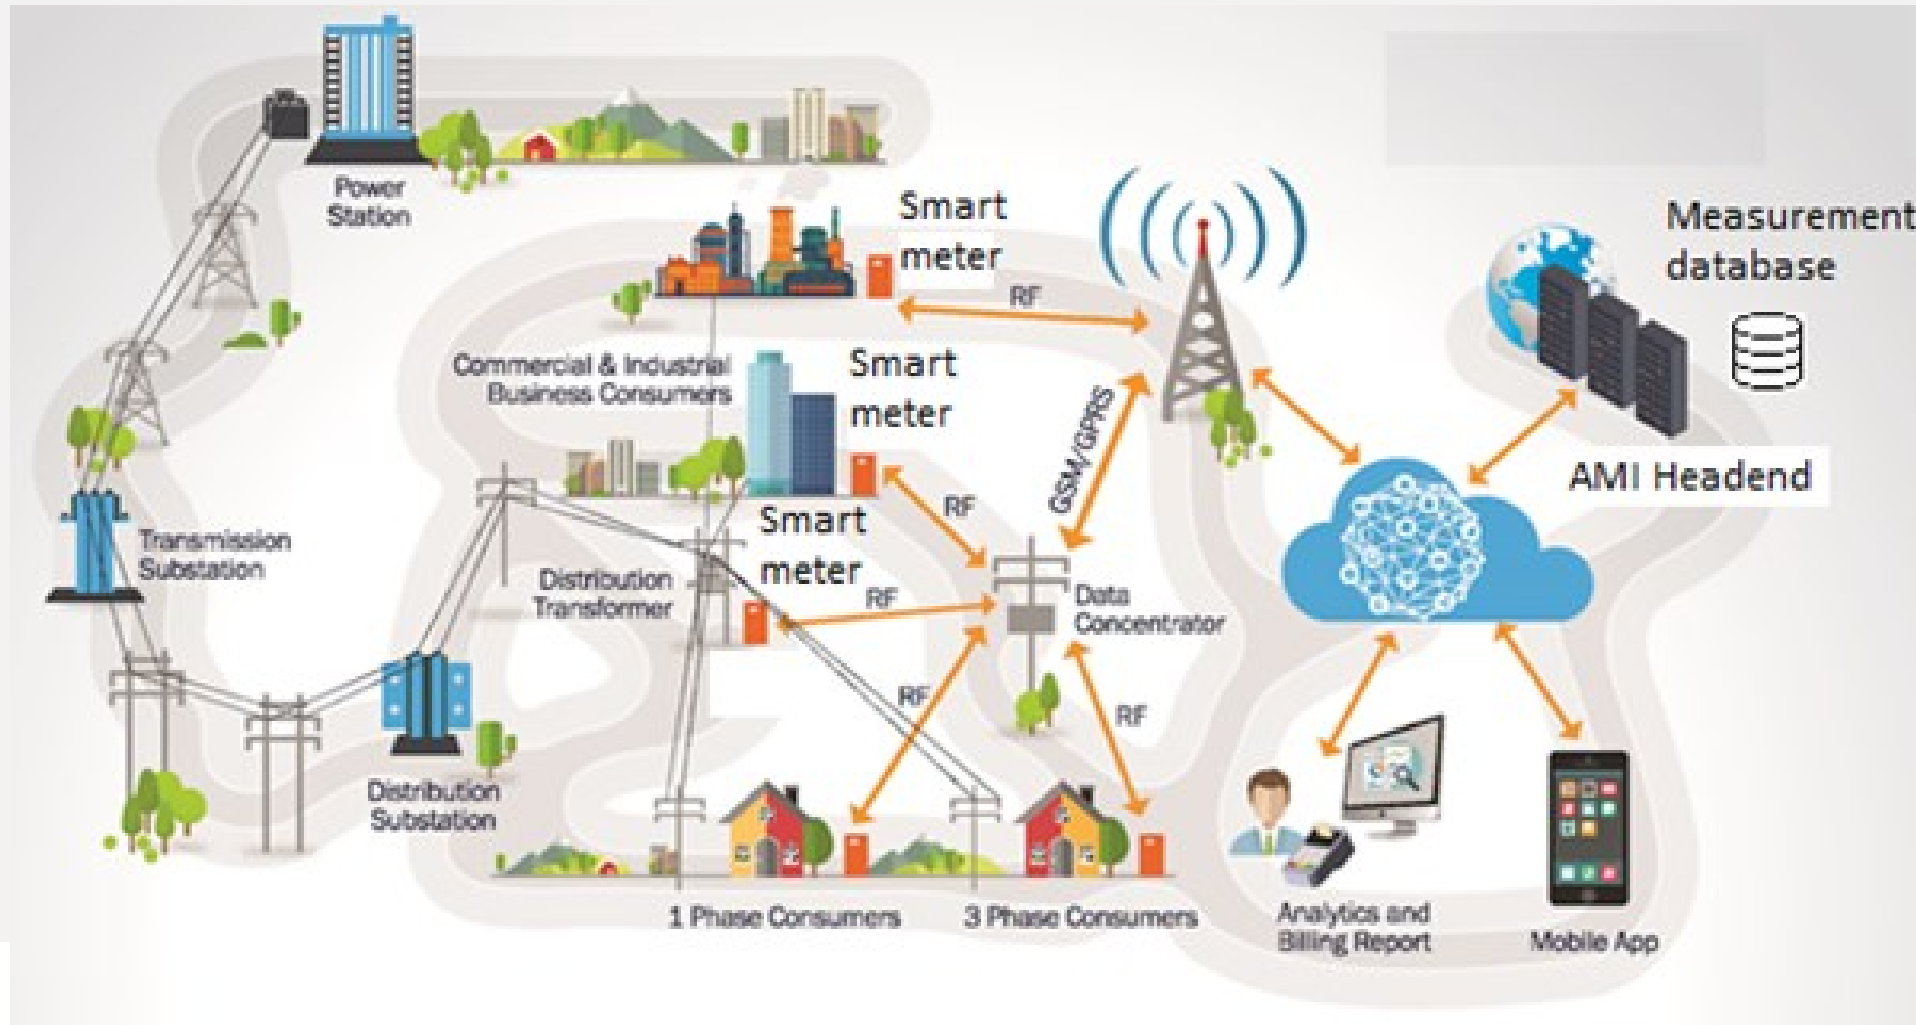 Power
Station
Smart
meter
RF
Measurement
database
Commercial & Industrial
Business Consumers
Smart
meter
GSM/GPRS
AMI Headend
RF
Transmission
Substation
Smart
meter
Distribution
Transformer
RF
Data
Concentrator
RF
RF
Distribution
Substation
1 Phase Consumers
3 Phase Consumers
Analytics and
Billing Report
Mobile App